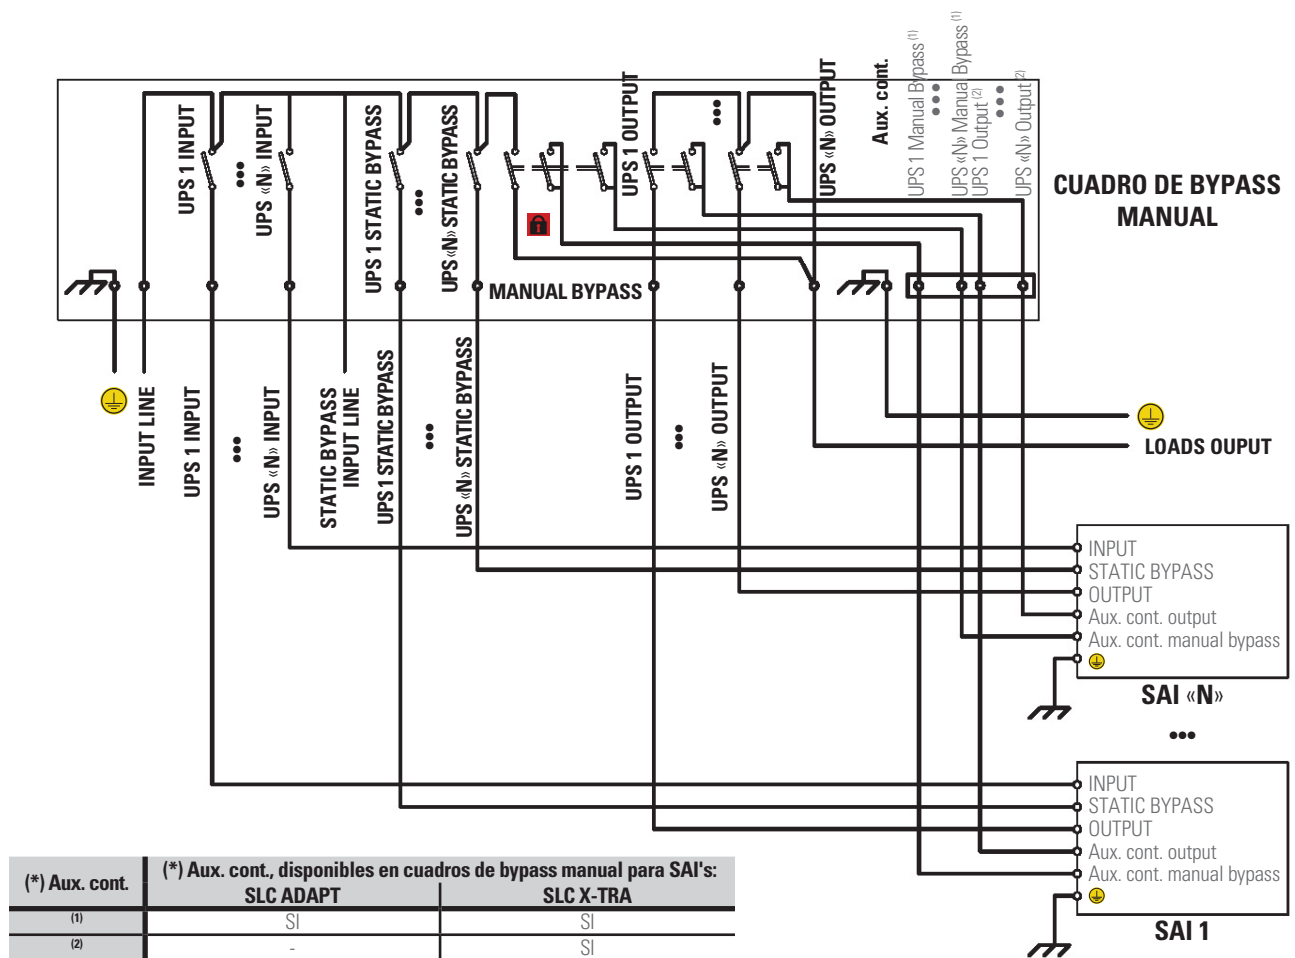 UPS 1 INPUT
•••
UPS «N» INPUT
UPS 1 STATIC BYPASS
•••
UPS «N» STATIC BYPASS
UPS 1 OUTPUT
•••
UPS «N» OUTPUT
Aux. cont.
UPS 1 Manual Bypass (1)
•••
UPS «N» Manual Bypass (1)
UPS 1 Output (2)
•••
UPS «N» Output (2)
CUADRO DE BYPASS
MANUAL
MANUAL BYPASS
INPUT LINE
UPS 1 INPUT
•••
UPS «N» INPUT
STATIC BYPASS
INPUT LINE
UPS1 STATIC BYPASS
•••
UPS «N» STATIC BYPASS
UPS 1 OUTPUT
•••
UPS «N» OUTPUT
LOADS OUPUT
INPUT
STATIC BYPASS
OUTPUT
Aux. cont. output
Aux. cont. manual bypass
SAI «N»
•••
INPUT
STATIC BYPASS
OUTPUT
Aux. cont. output
Aux. cont. manual bypass
SAI 1
(*) Aux. cont.
(*) Aux. cont., disponibles en cuadros de bypass manual para SAI's:
SLC ADAPT SLC X-TRA
(1) SI SI
(2) - SI